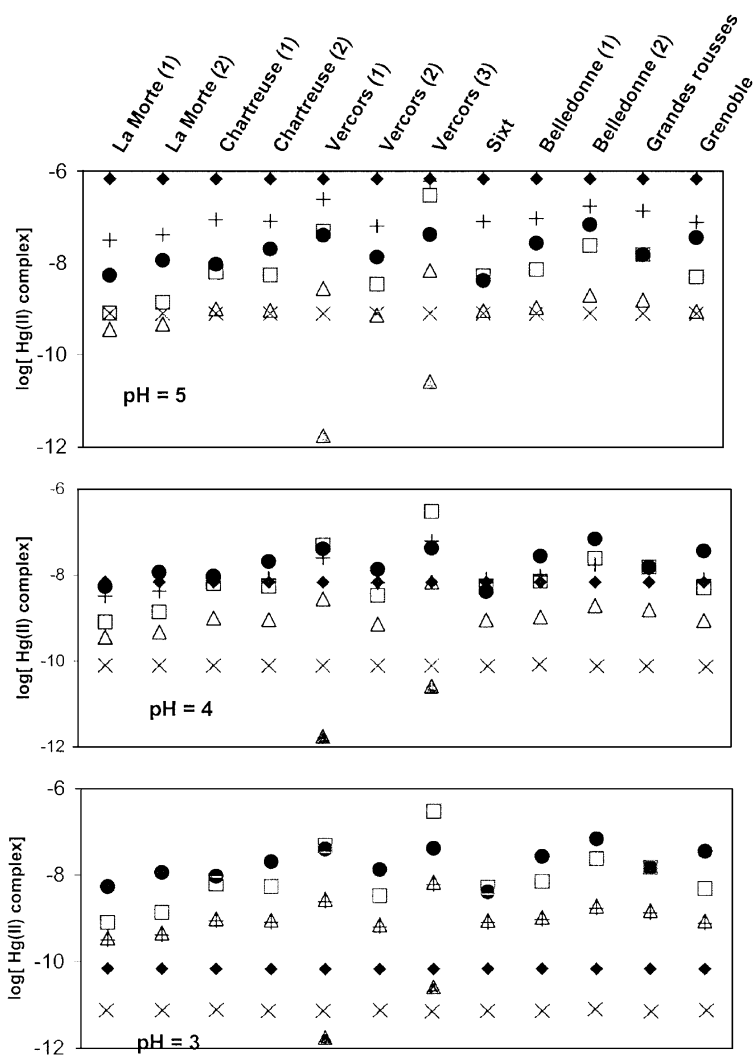 La Morte (1)
La Morte (2)
Chartreuse (1)
Chartreuse (2)
Vercors (1)
Vercors (2)
Vercors (3)
Sixt
Belledonne (1)
Belledonne (2)
Grandes rousses
Grenoble
-6
-8
-10
-12
log[ Hg(II) complex]
pH = 5
-6
-8
-10
-12
log[ Hg(II) complex]
pH = 4
-6
-8
-10
-12
log[ Hg(II) complex]
pH = 3